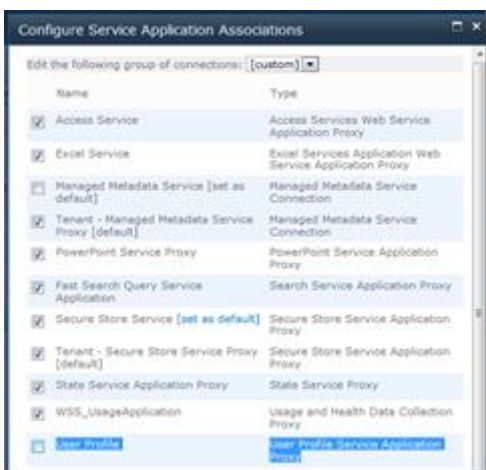 Configure Service Application Associations
Edit the following group of connections: [custom]
Name Type
Access Service Access Services Web Service
Application Proxy
Excel Service Excel Services Application Web
Service Application Proxy
Managed Metadata Service [set as Managed Metadata Service
default] Connection
Tenant - Managed Metadata Service Managed Metadata Service
Proxy [default] Connection
PowerPoint Service Proxy PowerPoint Service Application
Proxy
Fast Search Query Service Search Service Application Proxy
Application
Secure Store Service [set as default] Secure Store Service Application
Proxy
Tenant - Secure Store Service Proxy Secure Store Service Application
[default] Proxy
State Service Application Proxy State Service Proxy
WSS_UsageApplication Usage and Health Data Collection
Proxy
User Profile User Profile Service Application
Proxy